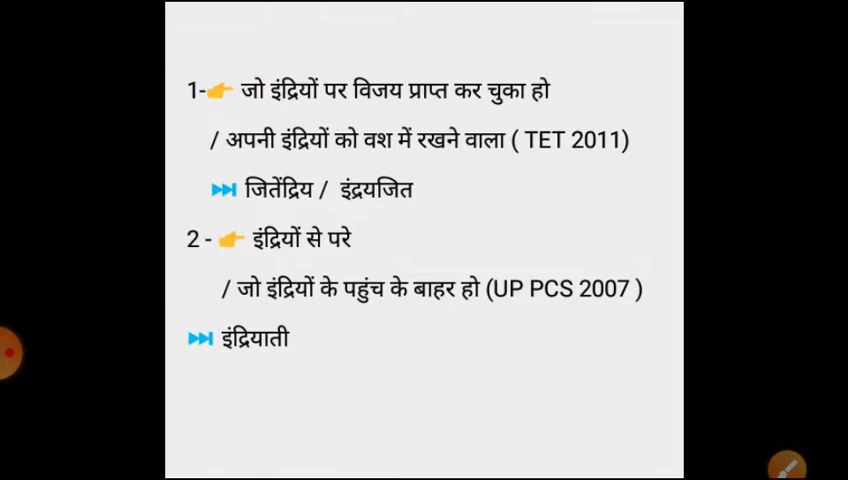 1-👉 जो इंद्रियों पर विजय प्राप्त कर चुका हो
/ अपनी इंद्रियों को वश में रखने वाला ( TET 2011)
⏭ जितेंद्रिय / इंद्रयजित
2 - 👉 इंद्रियों से परे
/ जो इंद्रियों के पहुंच के बाहर हो (UP PCS 2007 )
⏭ इंद्रियाती